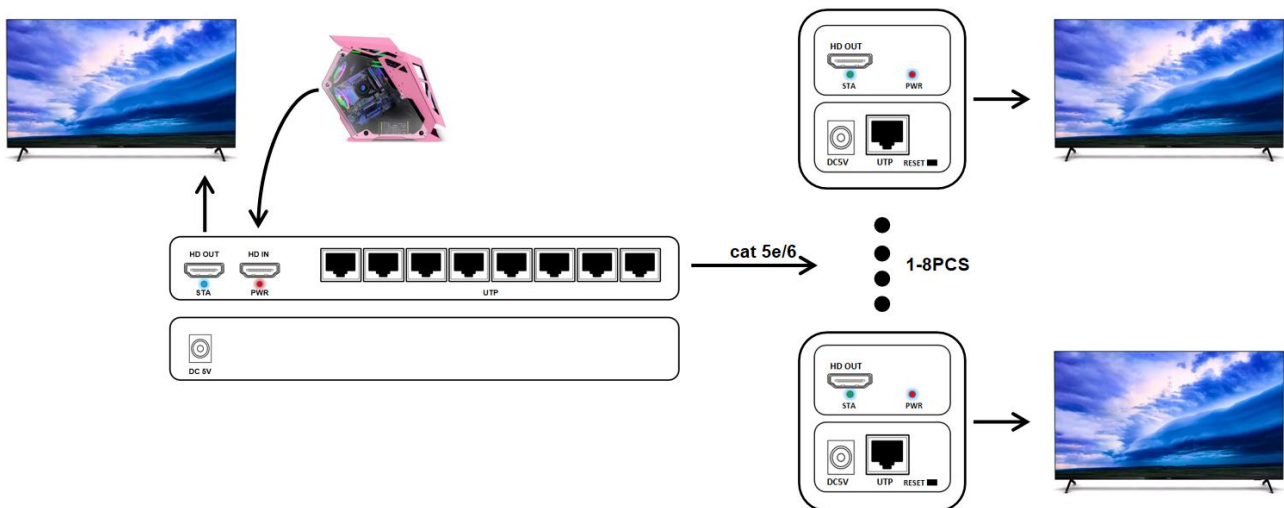 HD OUT
STA
PWR
DC5V
UTP
RESET
HD OUT
HD IN
STA
PWR
UTP
cat 5e/6
1-8PCS
DC 5V
HD OUT
STA
PWR
DC5V
UTP
RESET